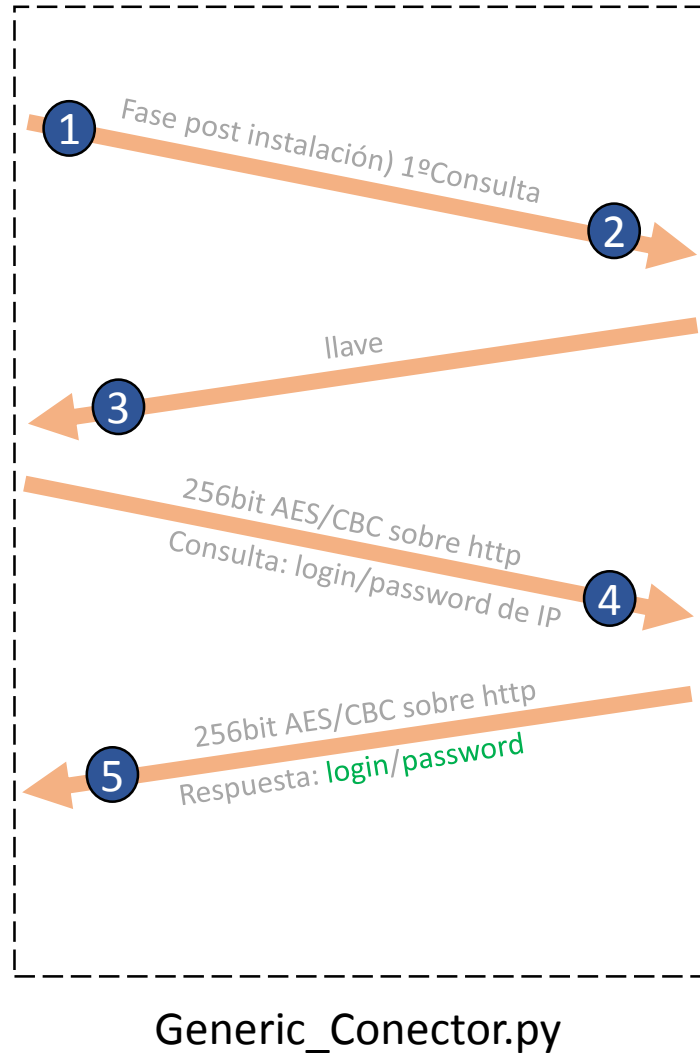 1
Fase post instalación) 1ºConsulta
2
llave
3
256bit AES/CBC sobre http
Consulta: login/password de IP
4
256bit AES/CBC sobre http
Respuesta: login/password
5
Generic_Conector.py